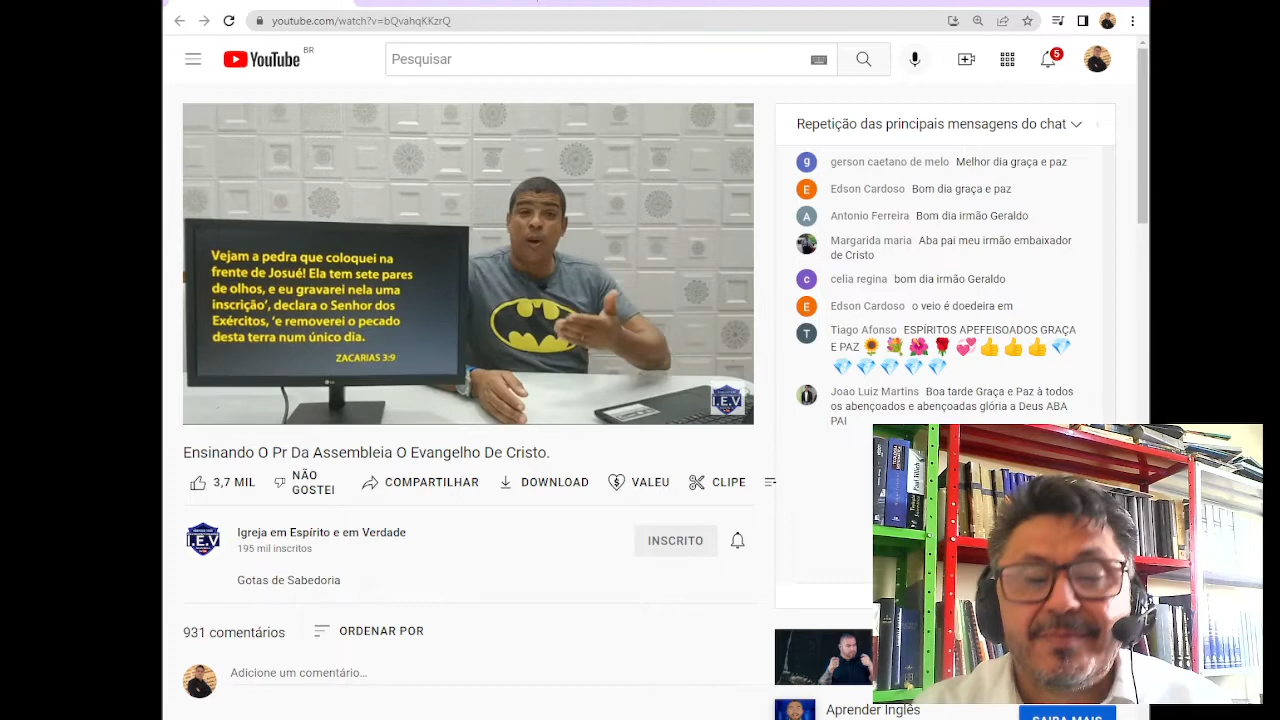 youtube.com/watch?v=bQvahqKKzrQ
YouTube BR
Pesquisar
5
Vejam a pedra que coloquei na
frente de Josué! Ela tem sete pares
de olhos, e eu gravarei nela uma
inscrição', declara o Senhor dos
Exércitos, 'e removerei o pecado
desta terra num único dia.
ZACARIAS 3:9
LG
I.E.V
Ensinando O Pr Da Assembleia O Evangelho De Cristo.
3,7 MIL
NÃO
GOSTEI
COMPARTILHAR
DOWNLOAD
VALEU
CLIPE
I.E.V
Igreja em Espírito e em Verdade
195 mil inscritos
INSCRITO
Gotas de Sabedoria
931 comentários
ORDENAR POR
Adicione um comentário...
Repetição das principais mensagens do chat
g
gerson caetano de melo Melhor dia graça e paz
E
Edson Cardoso Bom dia graça e paz
A
Antonio Ferreira Bom dia irmão Geraldo
Margarida maria Aba pai meu irmão embaixador
de Cristo
c
celia regina bom dia irmão Geraldo
E
Edson Cardoso o veio é doedeira em
T
Tiago Afonso ESPÍRITOS APEFEISOADOS GRAÇA
E PAZ 🌻💐🌺🌹💞👍👍👍💎
💎💎💎💎💎
Joao Luiz Martins Boa tarde Graça e Paz à todos
os abençoados e abençoadas glória a Deus ABA
PAI
Aprender Inglês
SAIBA MAIS